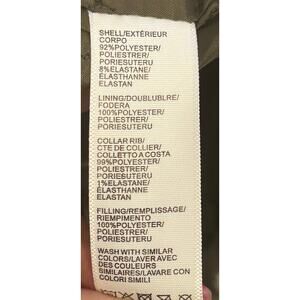 SHELL/EXTÉRIEUR
CORPO
92%POLYESTER/
POLIESTRER/
PORIESUTERU
8%ELASTANE/
ÉLASTHANNE
ELASTAN
LINING/DOUBLUBLRE/
FODERA
100%POLYESTER/
POLIESTRER/
PORIESUTERU
COLLAR RIB/
CTE DE COLLIER/
COLLETTO A COSTA
99%POLYESTER/
POLIESTRER/
PORIESUTERU
1%ELASTANE/
ÉLASTHANNE
ELASTAN
FILLING/REMPLISSAGE/
RIEMPIMENTO
100%POLYESTER/
POLIESTRER/
PORIESUTERU
WASH WITH SIMILAR
COLORS/LAVER AVEC
DES COULEURS
SIMILAIRES/LAVARE CON
COLORI SIMILI